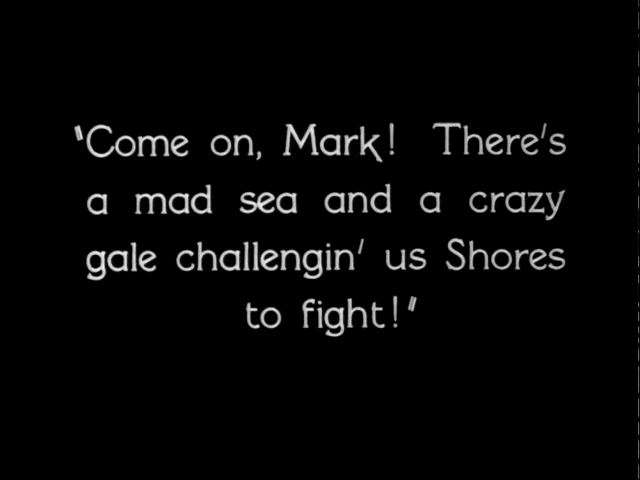 "Come on, Mark! There's
a mad sea and a crazy
gale challengin' us Shores
to fight!"